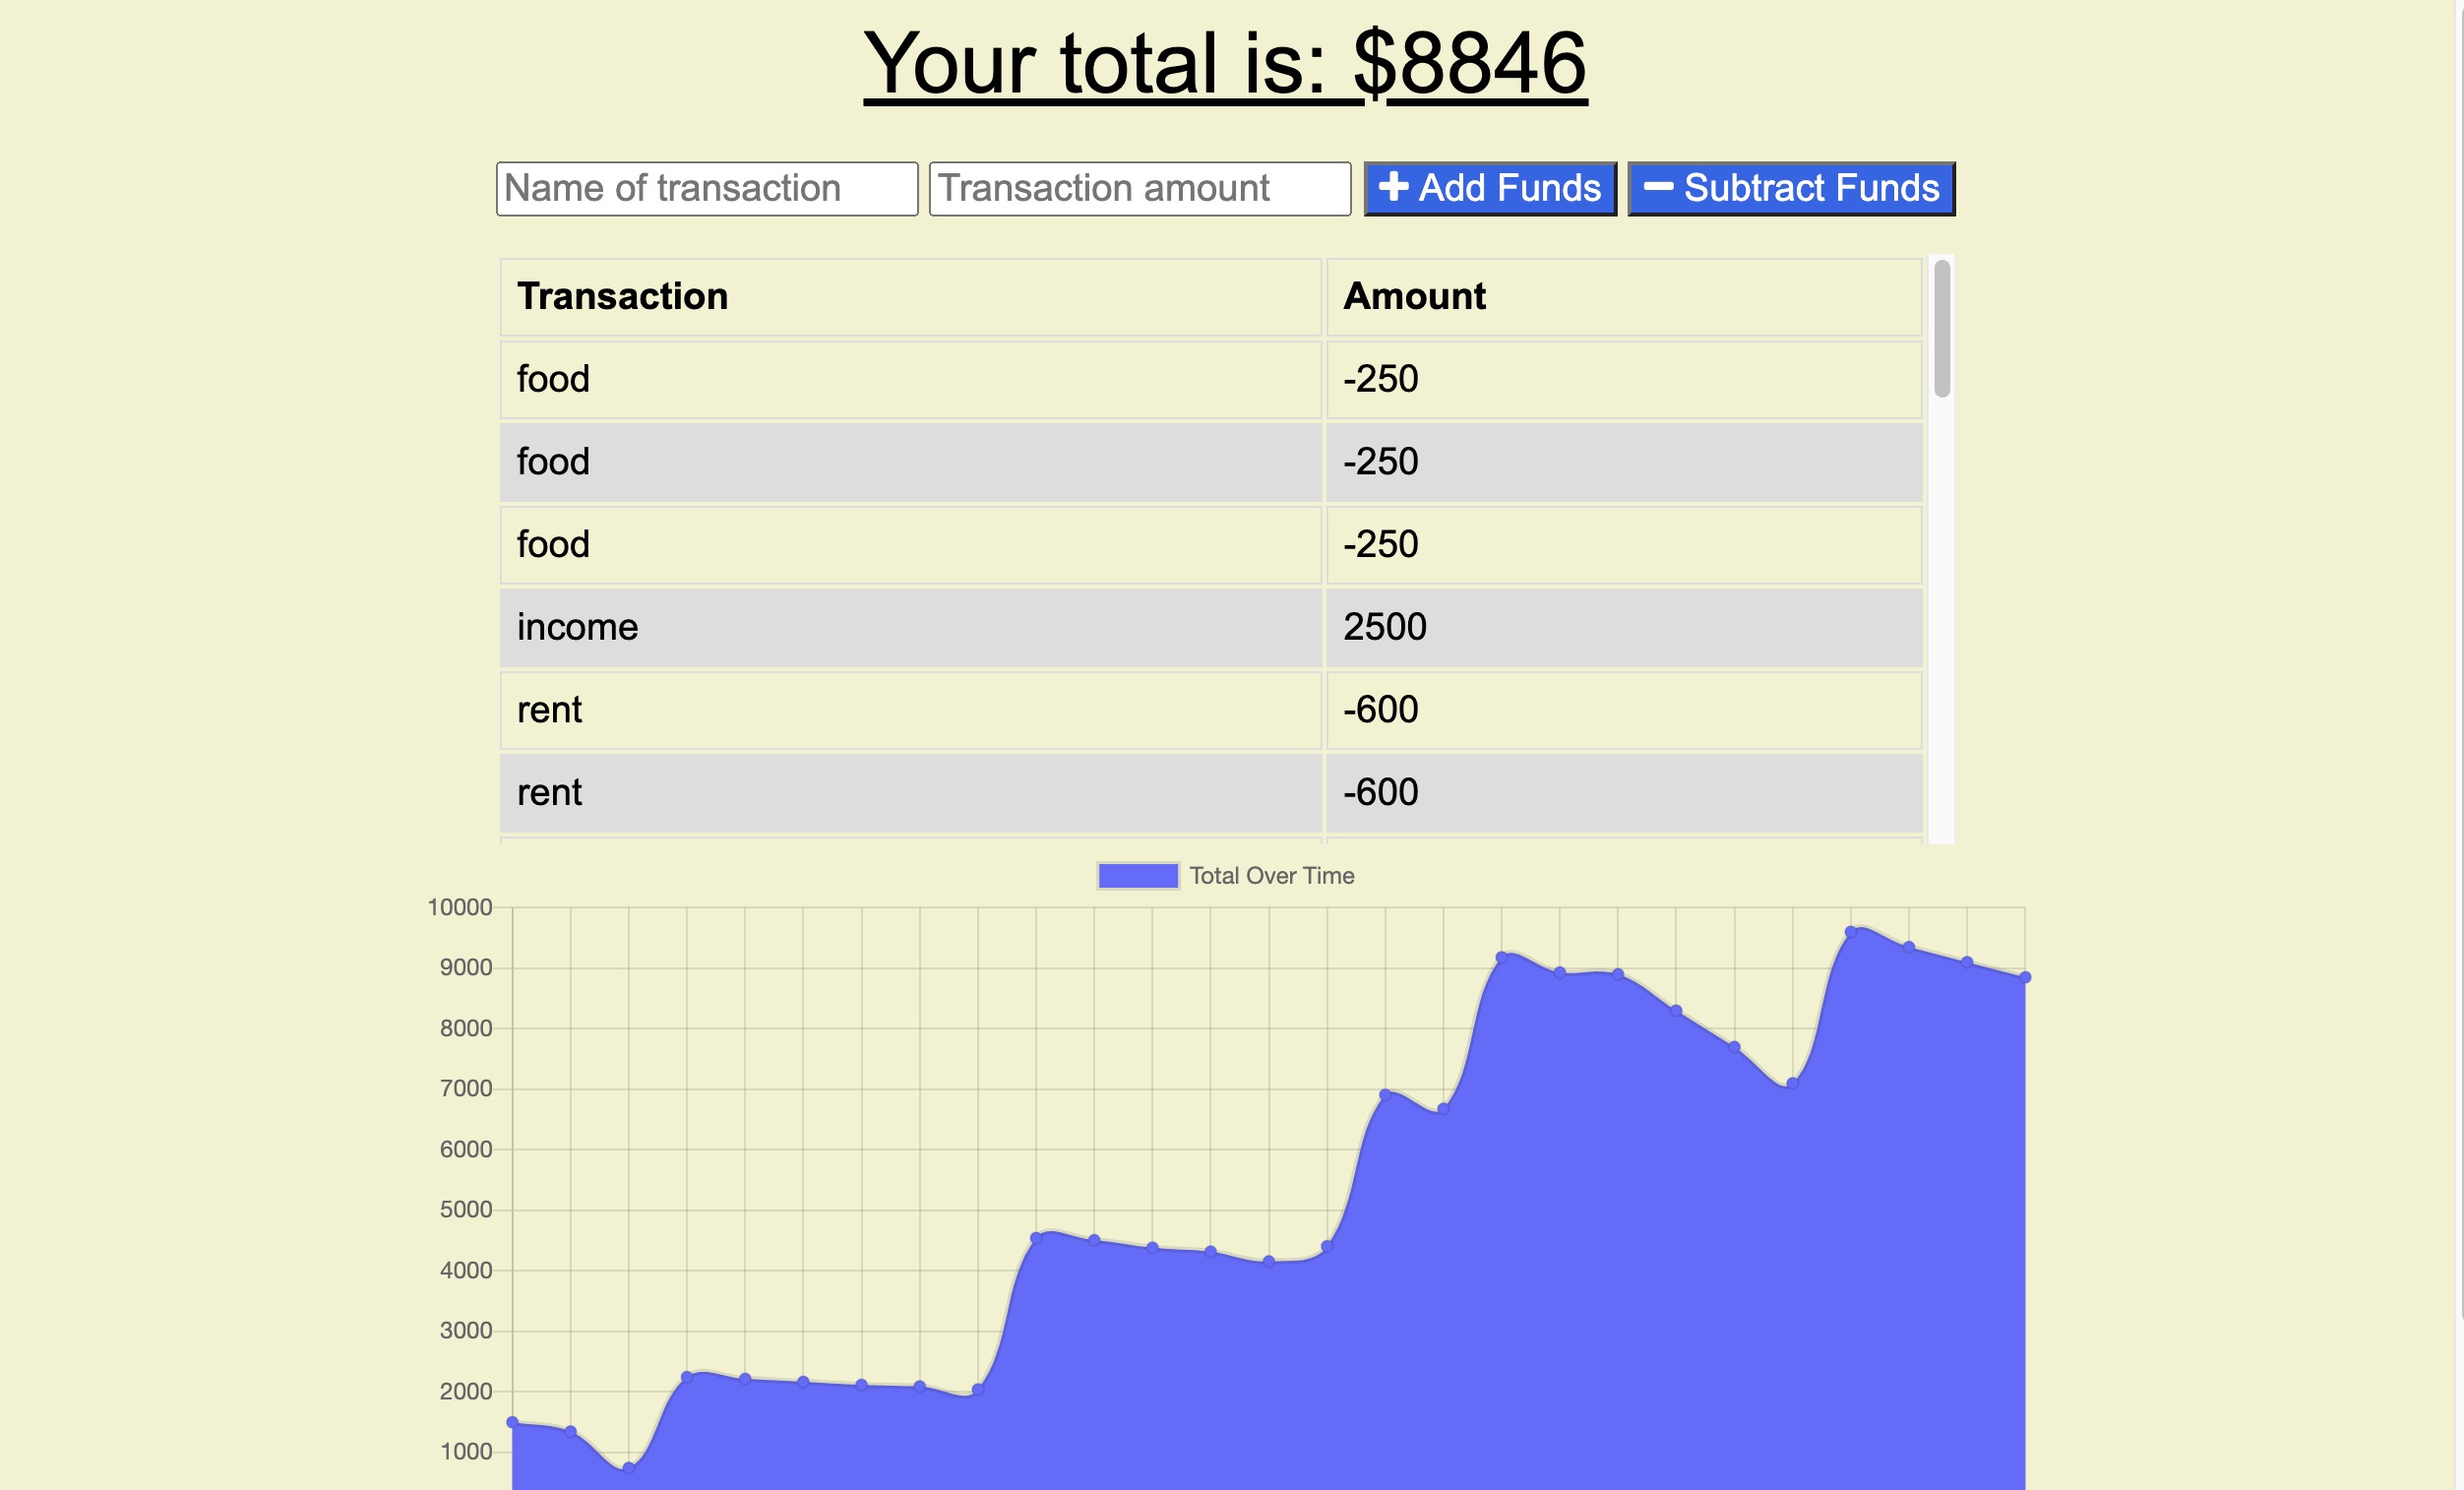 Your total is: $8846
Name of transaction Transaction amount Add Funds Subtract Funds
Transaction Amount
food -250
food -250
food -250
income 2500
rent -600
rent -600
Total Over Time
10000
9000
8000
7000
6000
5000
4000
3000
2000
1000